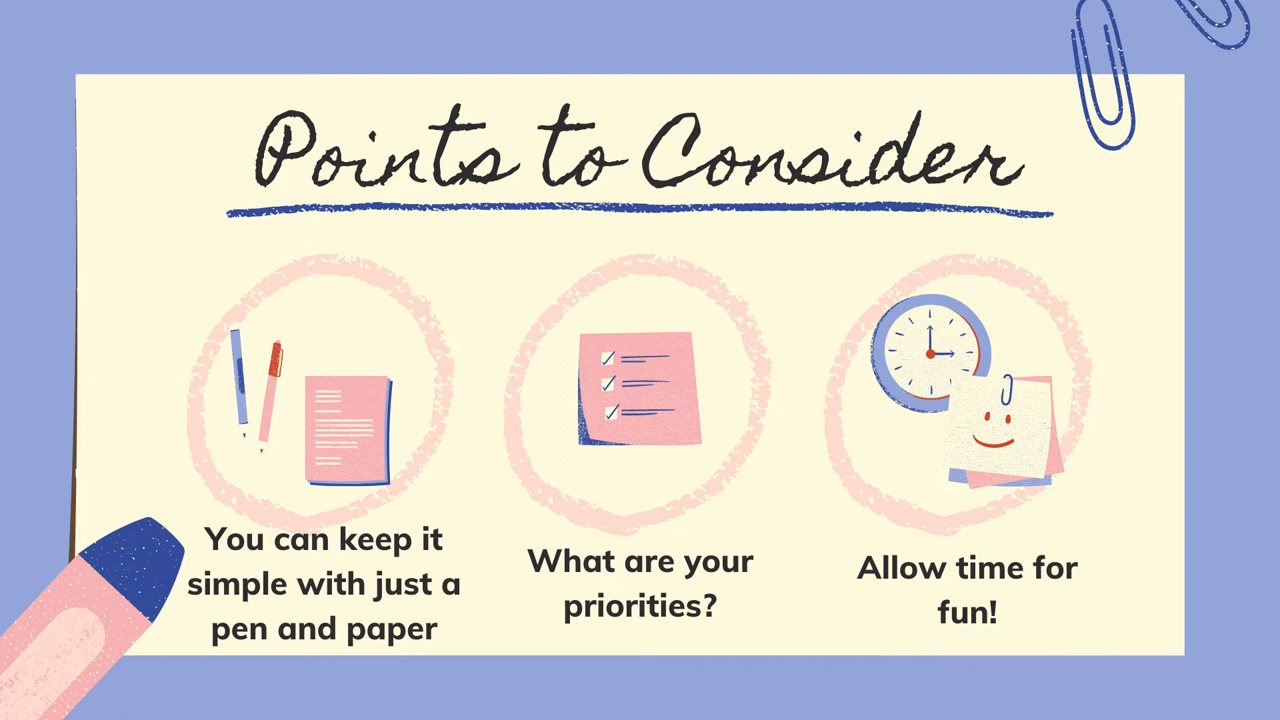 Points to Consider
You can keep it
simple with just a
pen and paper
What are your
priorities?
Allow time for
fun!